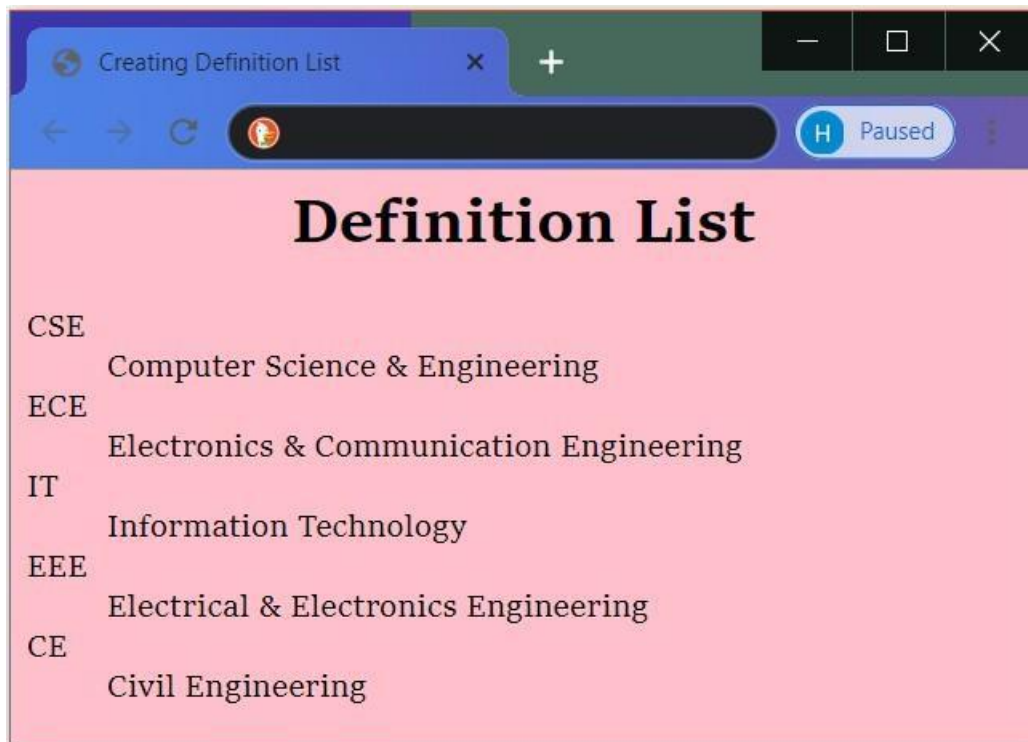 Creating Definition List
H Paused
Definition List
CSE
Computer Science & Engineering
ECE
Electronics & Communication Engineering
IT
Information Technology
EEE
Electrical & Electronics Engineering
CE
Civil Engineering